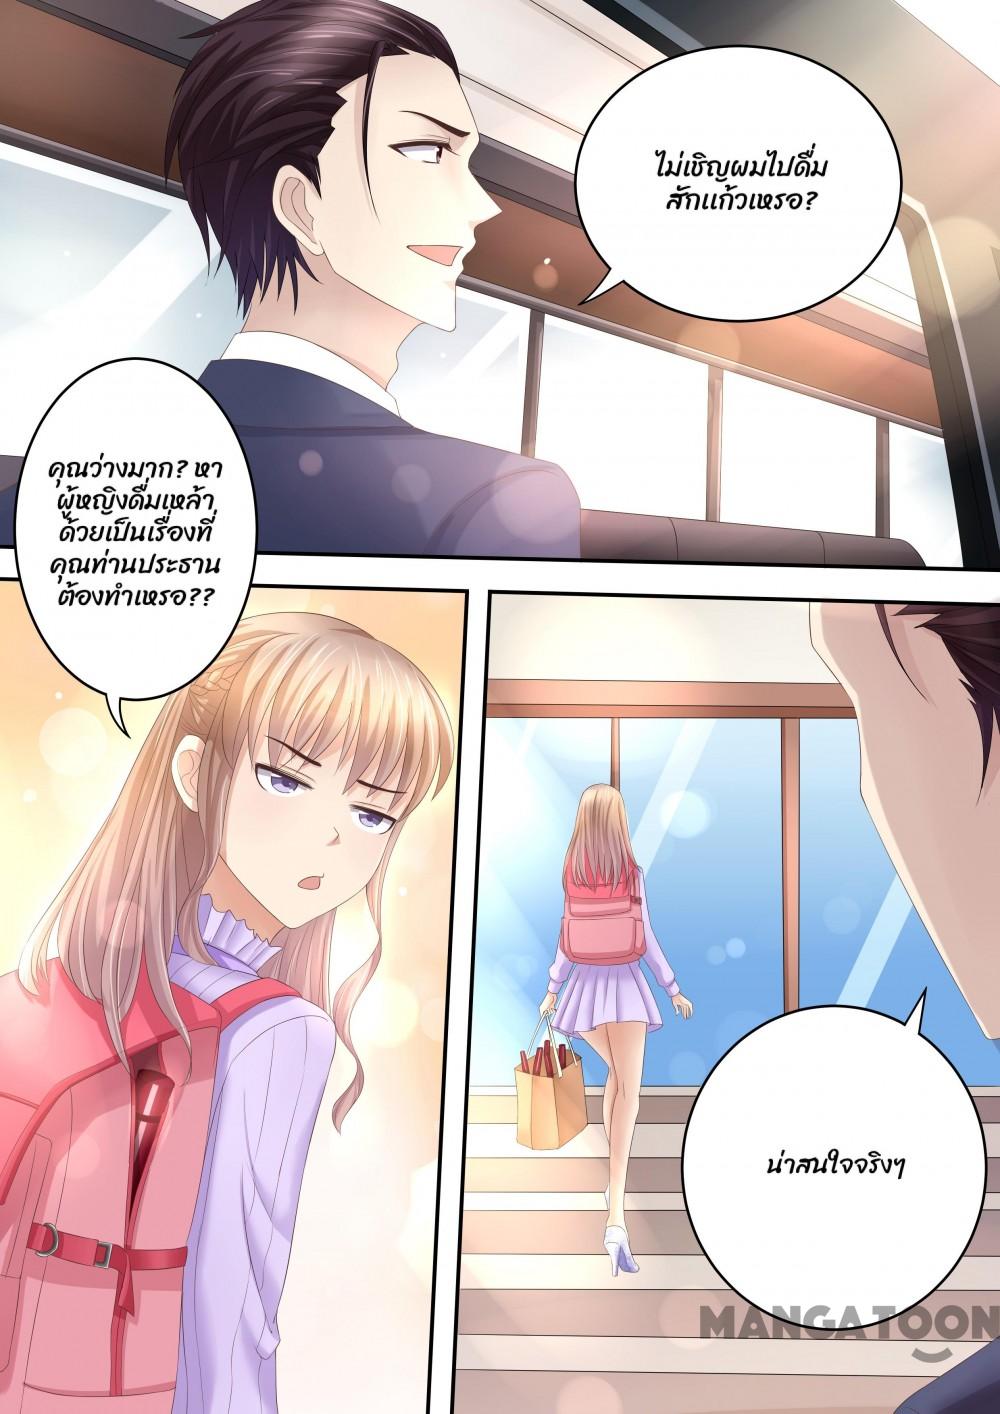 ไม่เชิญผมไปดื่ม
สักแก้วเหรอ?
คุณว่างมาก? หา
ผู้หญิงดื่มเหล้า
ด้วยเป็นเรื่องที่
คุณท่านประธาน
ต้องทำเหรอ??
น่าสนใจจริงๆ
MANGATOON